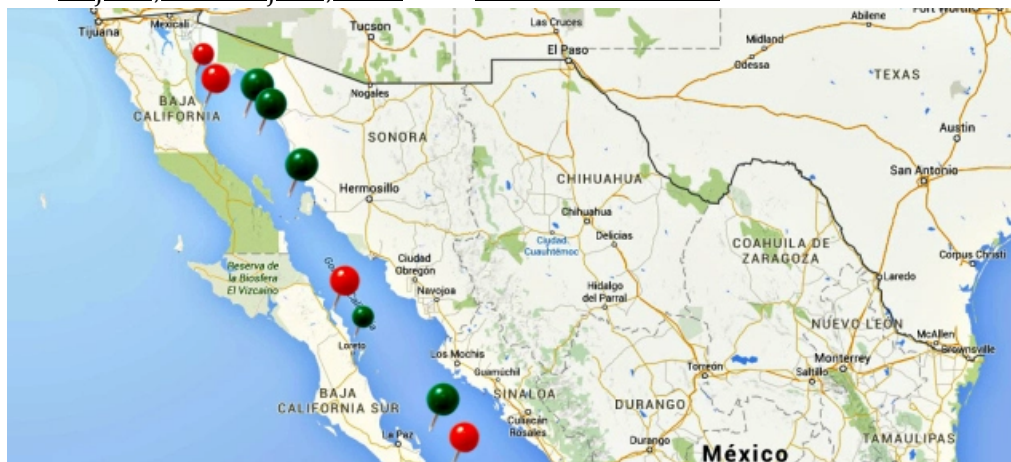 Tijuana
Mexicali
Tucson
Las Cruces
El Paso
Abilene
Midland
Odessa
TEXAS
Nogales
BAJA
CALIFORNIA
SONORA
Austin
San Antonio
Hermosillo
CHIHUAHUA
Chihuahua
Ciudad
Cuauhtémoc
Delicias
COAHUILA DE
ZARAGOZA
Corpus Christi
Reserva de
la Biosfera
El Vizcaíno
Ciudad
Obregón
Navojoa
Hidalgo
del Parral
Laredo
NUEVO LEÓN
McAllen
Brownsville
Loreto
Los Mochis
Guamúchil
Torreón
Saltillo
Monterrey
BAJA
CALIFORNIA SUR
SINALOA
Culiacán
Rosales
DURANGO
La Paz
Durango
México
TAMAULIPAS